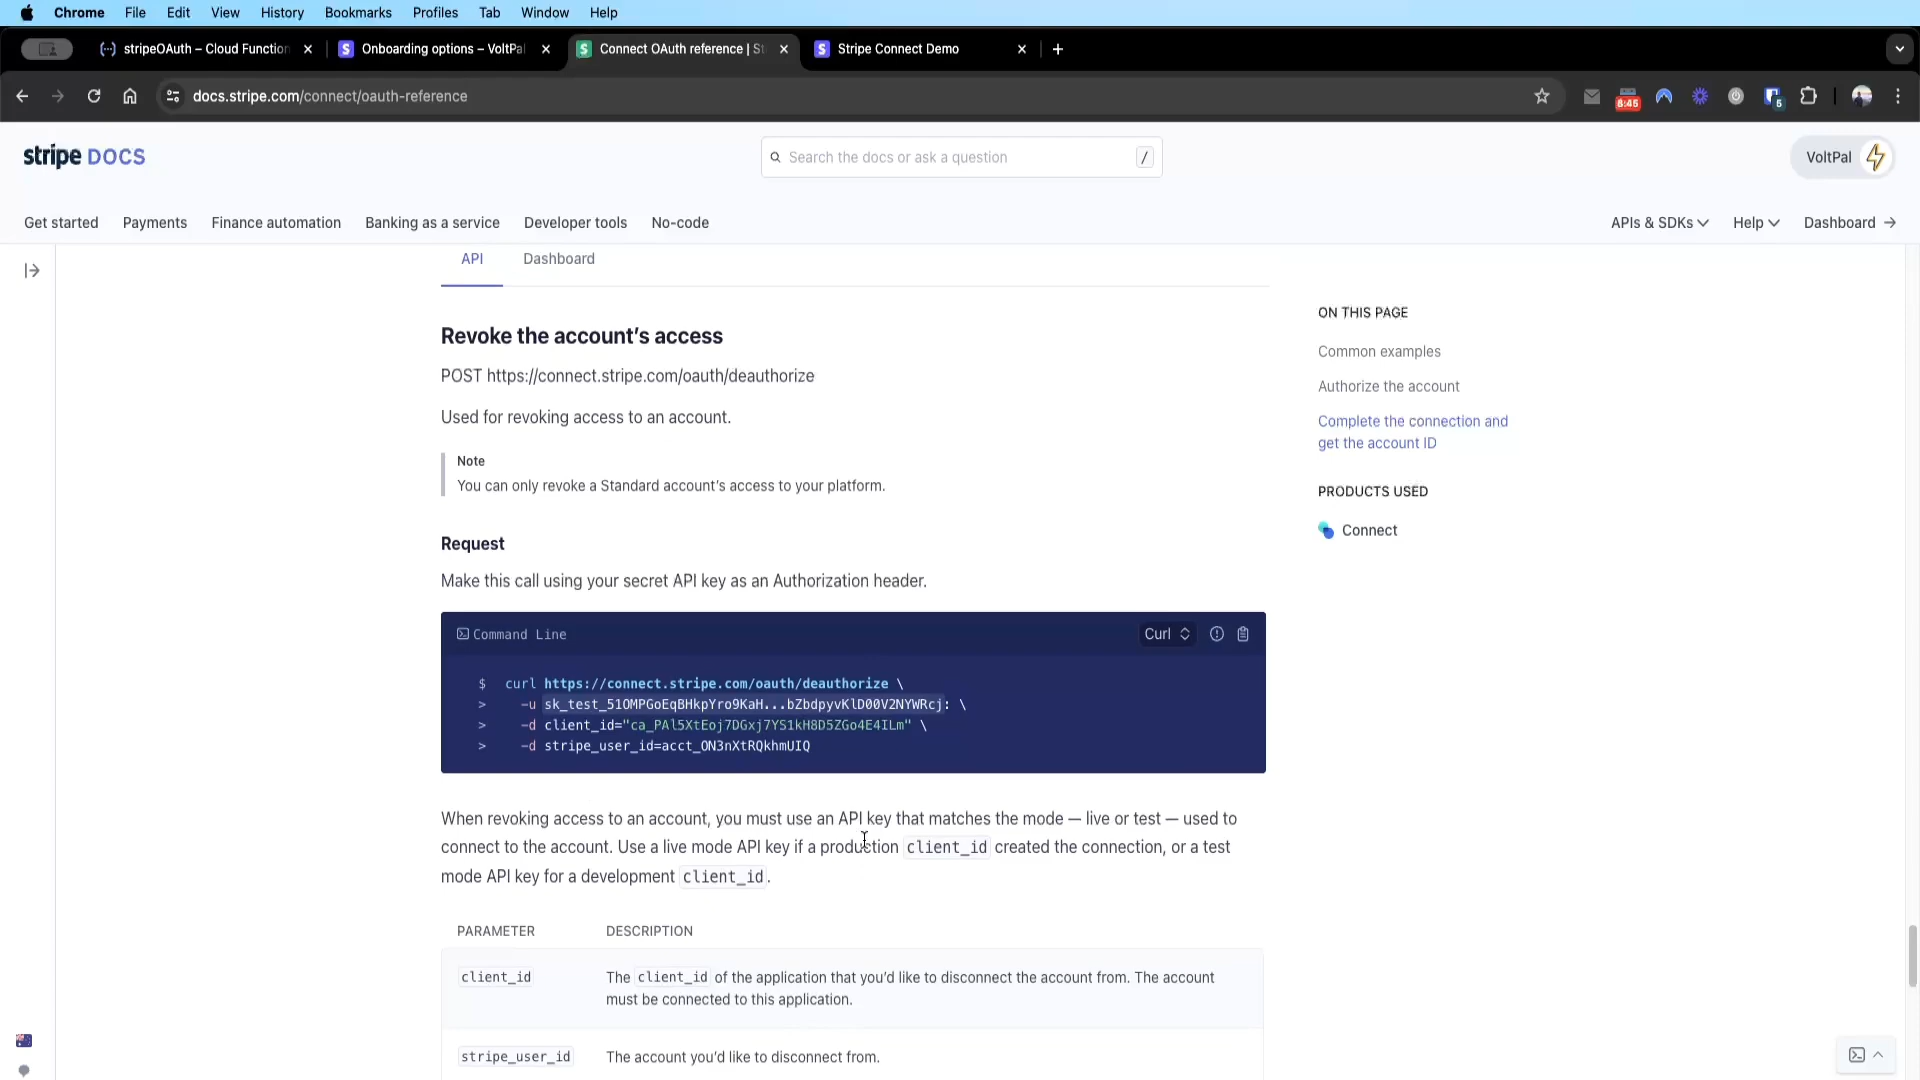 Chrome File Edit View History Bookmarks Profiles Tab Window Help
stripeOAuth – Cloud Function
Onboarding options – VoltPa
Connect OAuth reference | St
Stripe Connect Demo
docs.stripe.com/connect/oauth-reference
6:45
5
stripe DOCS
Search the docs or ask a question /
VoltPal
Get started Payments Finance automation Banking as a service Developer tools No-code
APIs & SDKs Help Dashboard
API Dashboard
ON THIS PAGE
Common examples
Authorize the account
Complete the connection and
get the account ID
PRODUCTS USED
Connect
Revoke the account's access
POST https://connect.stripe.com/oauth/deauthorize
Used for revoking access to an account.
Note
You can only revoke a Standard account's access to your platform.
Request
Make this call using your secret API key as an Authorization header.
Command Line Curl
$ curl https://connect.stripe.com/oauth/deauthorize \
> -u sk_test_51OMPGoEqBHkpYro9KaH...bZbdpyvKlD00V2NYWRcj: \
> -d client_id="ca_PAl5XtEoj7DGxj7YS1kH8D5ZGo4E4ILm" \
> -d stripe_user_id=acct_ON3nXtRQkhmUIQ
When revoking access to an account, you must use an API key that matches the mode — live or test — used to
connect to the account. Use a live mode API key if a production client_id created the connection, or a test
mode API key for a development client_id.
PARAMETER DESCRIPTION
client_id The client_id of the application that you'd like to disconnect the account from. The account
must be connected to this application.
stripe_user_id The account you'd like to disconnect from.